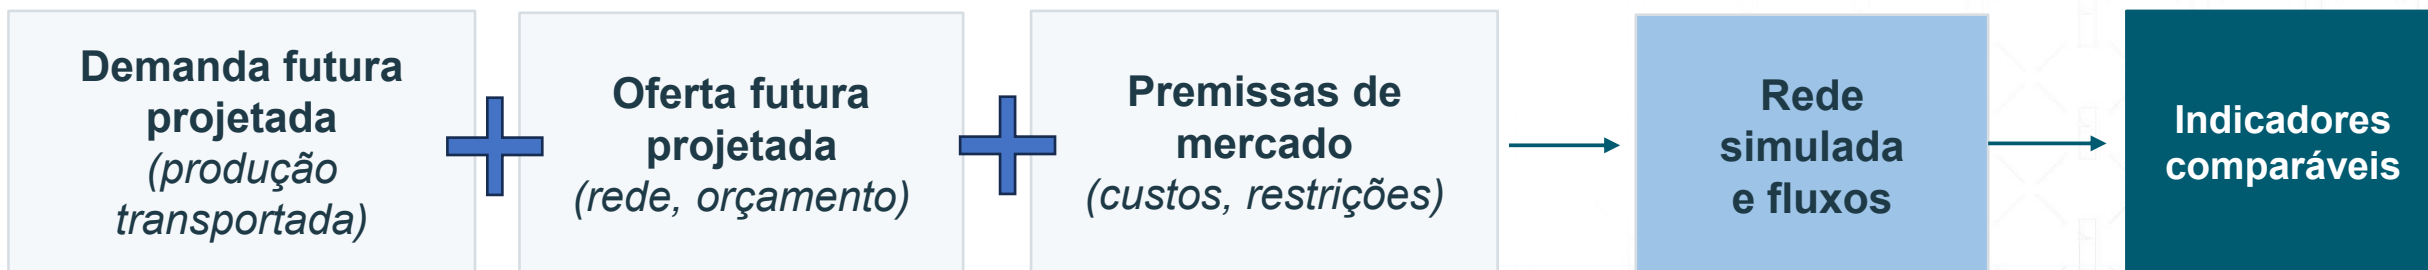 Demanda futura
projetada
(produção
transportada)
Oferta futura
projetada
(rede, orçamento)
Premissas de
mercado
(custos, restrições)
Rede
simulada
e fluxos
Indicadores
comparáveis